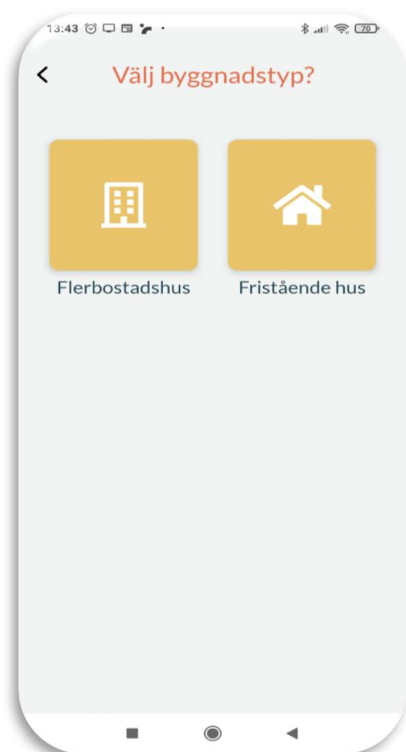 13:43
70
Välj byggnadstyp?
Flerbostadshus
Fristående hus